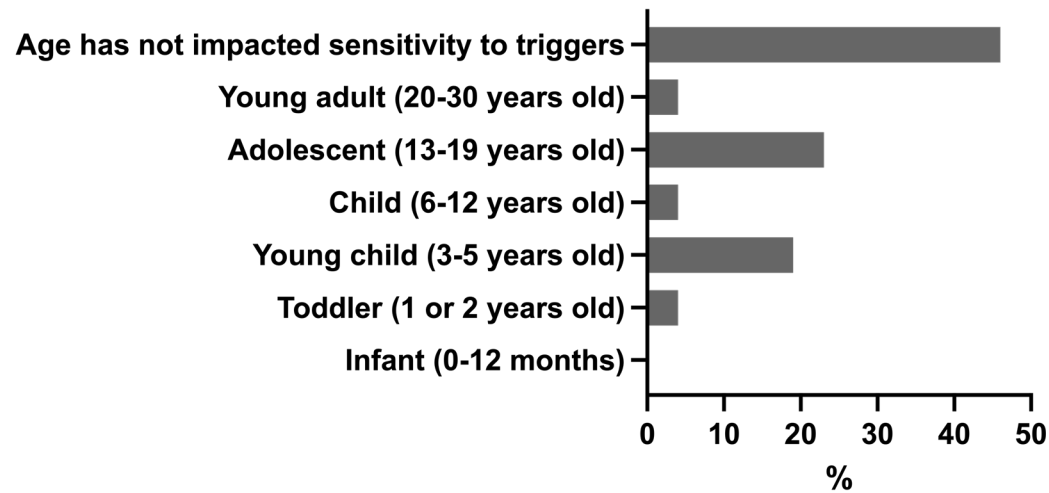 Age has not impacted sensitivity to triggers
Young adult (20-30 years old)
Adolescent (13-19 years old)
Child (6-12 years old)
Young child (3-5 years old)
Toddler (1 or 2 years old)
Infant (0-12 months)
0 10 20 30 40 50
%